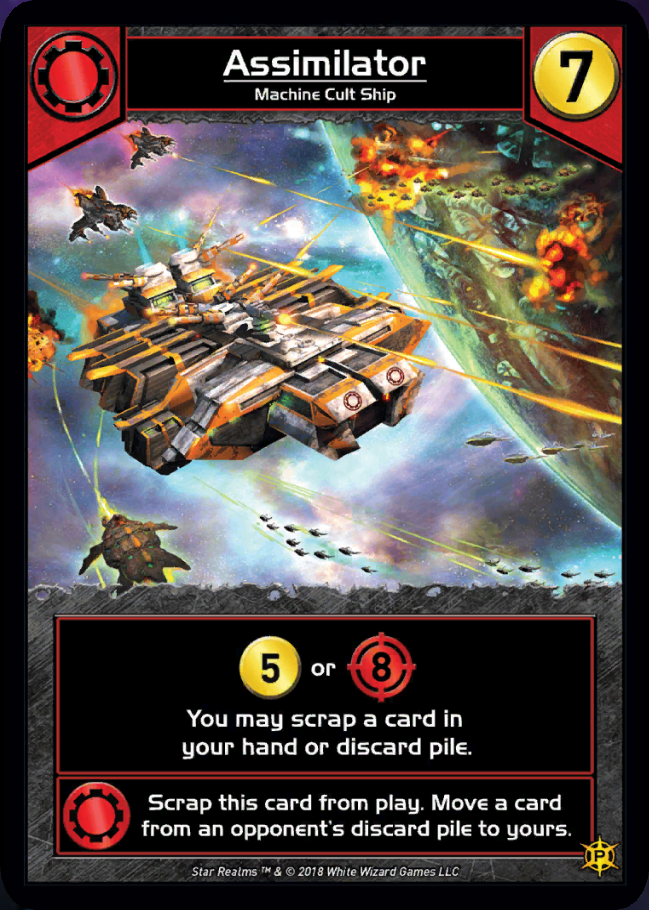 Assimilator
7
Machine Cult Ship
5 or 8
You may scrap a card in
your hand or discard pile.
Scrap this card from play. Move a card
from an opponent's discard pile to yours.
P
Star Realms ™ & © 2018 White Wizard Games LLC